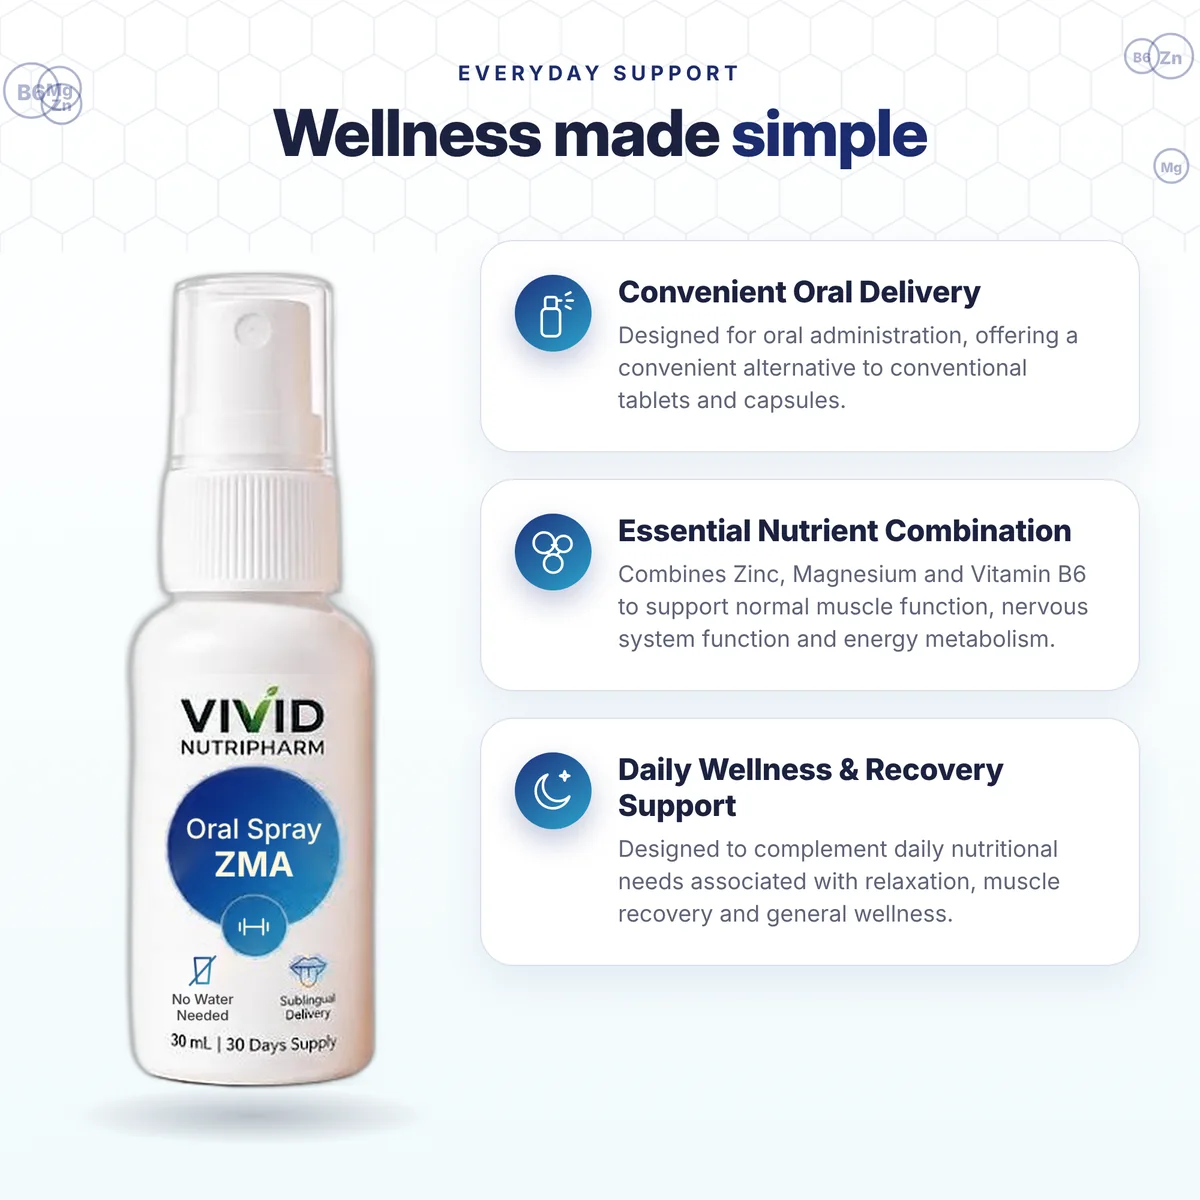 EVERYDAY SUPPORT
Wellness made simple
B6
Mg
Zn
B6
Zn
Mg
Convenient Oral Delivery
Designed for oral administration, offering a
convenient alternative to conventional
tablets and capsules.
Essential Nutrient Combination
Combines Zinc, Magnesium and Vitamin B6
to support normal muscle function, nervous
system function and energy metabolism.
Daily Wellness & Recovery
Support
Designed to complement daily nutritional
needs associated with relaxation, muscle
recovery and general wellness.
VIVID
NUTRIPHARM
Oral Spray
ZMA
No Water
Needed
Sublingual
Delivery
30 mL | 30 Days Supply